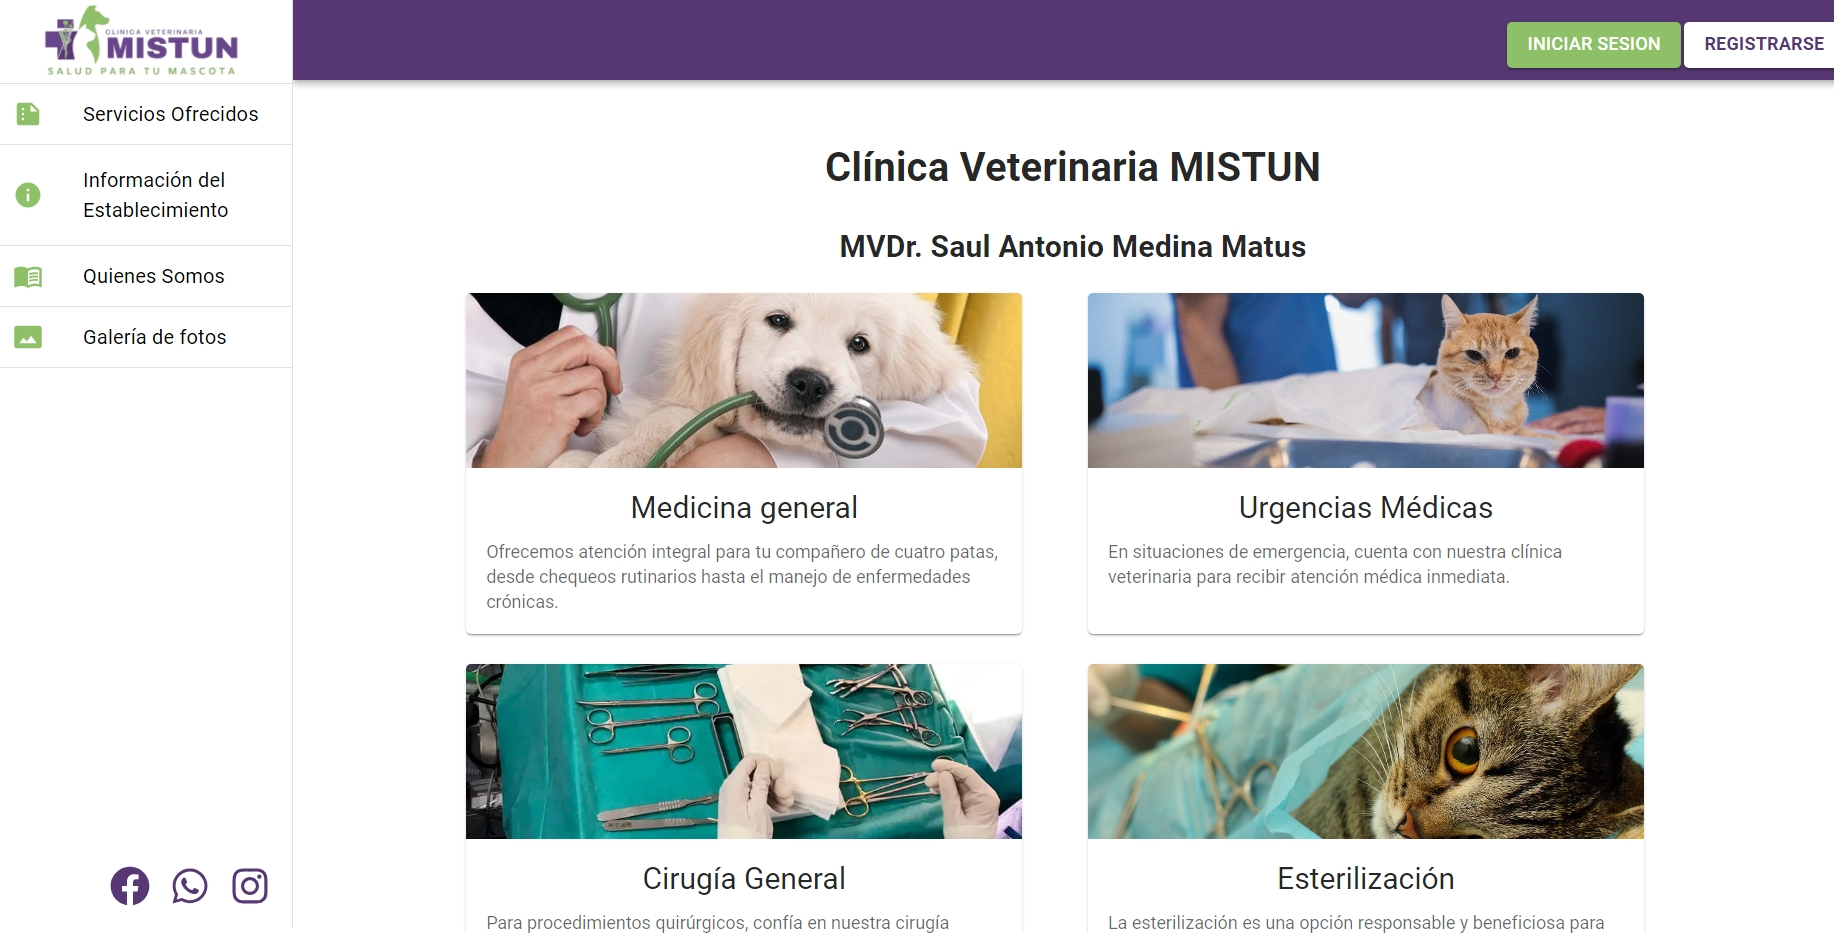 CLINICA VETERINARIA
MISTUN
SALUD PARA TU MASCOTA
INICIAR SESION
REGISTRARSE
Servicios Ofrecidos
Información del
Establecimiento
Quienes Somos
Galería de fotos
Clínica Veterinaria MISTUN
MVDr. Saul Antonio Medina Matus
Medicina general
Ofrecemos atención integral para tu compañero de cuatro patas,
desde chequeos rutinarios hasta el manejo de enfermedades
crónicas.
Urgencias Médicas
En situaciones de emergencia, cuenta con nuestra clínica
veterinaria para recibir atención médica inmediata.
Cirugía General
Para procedimientos quirúrgicos, confía en nuestra cirugía
Esterilización
La esterilización es una opción responsable y beneficiosa para